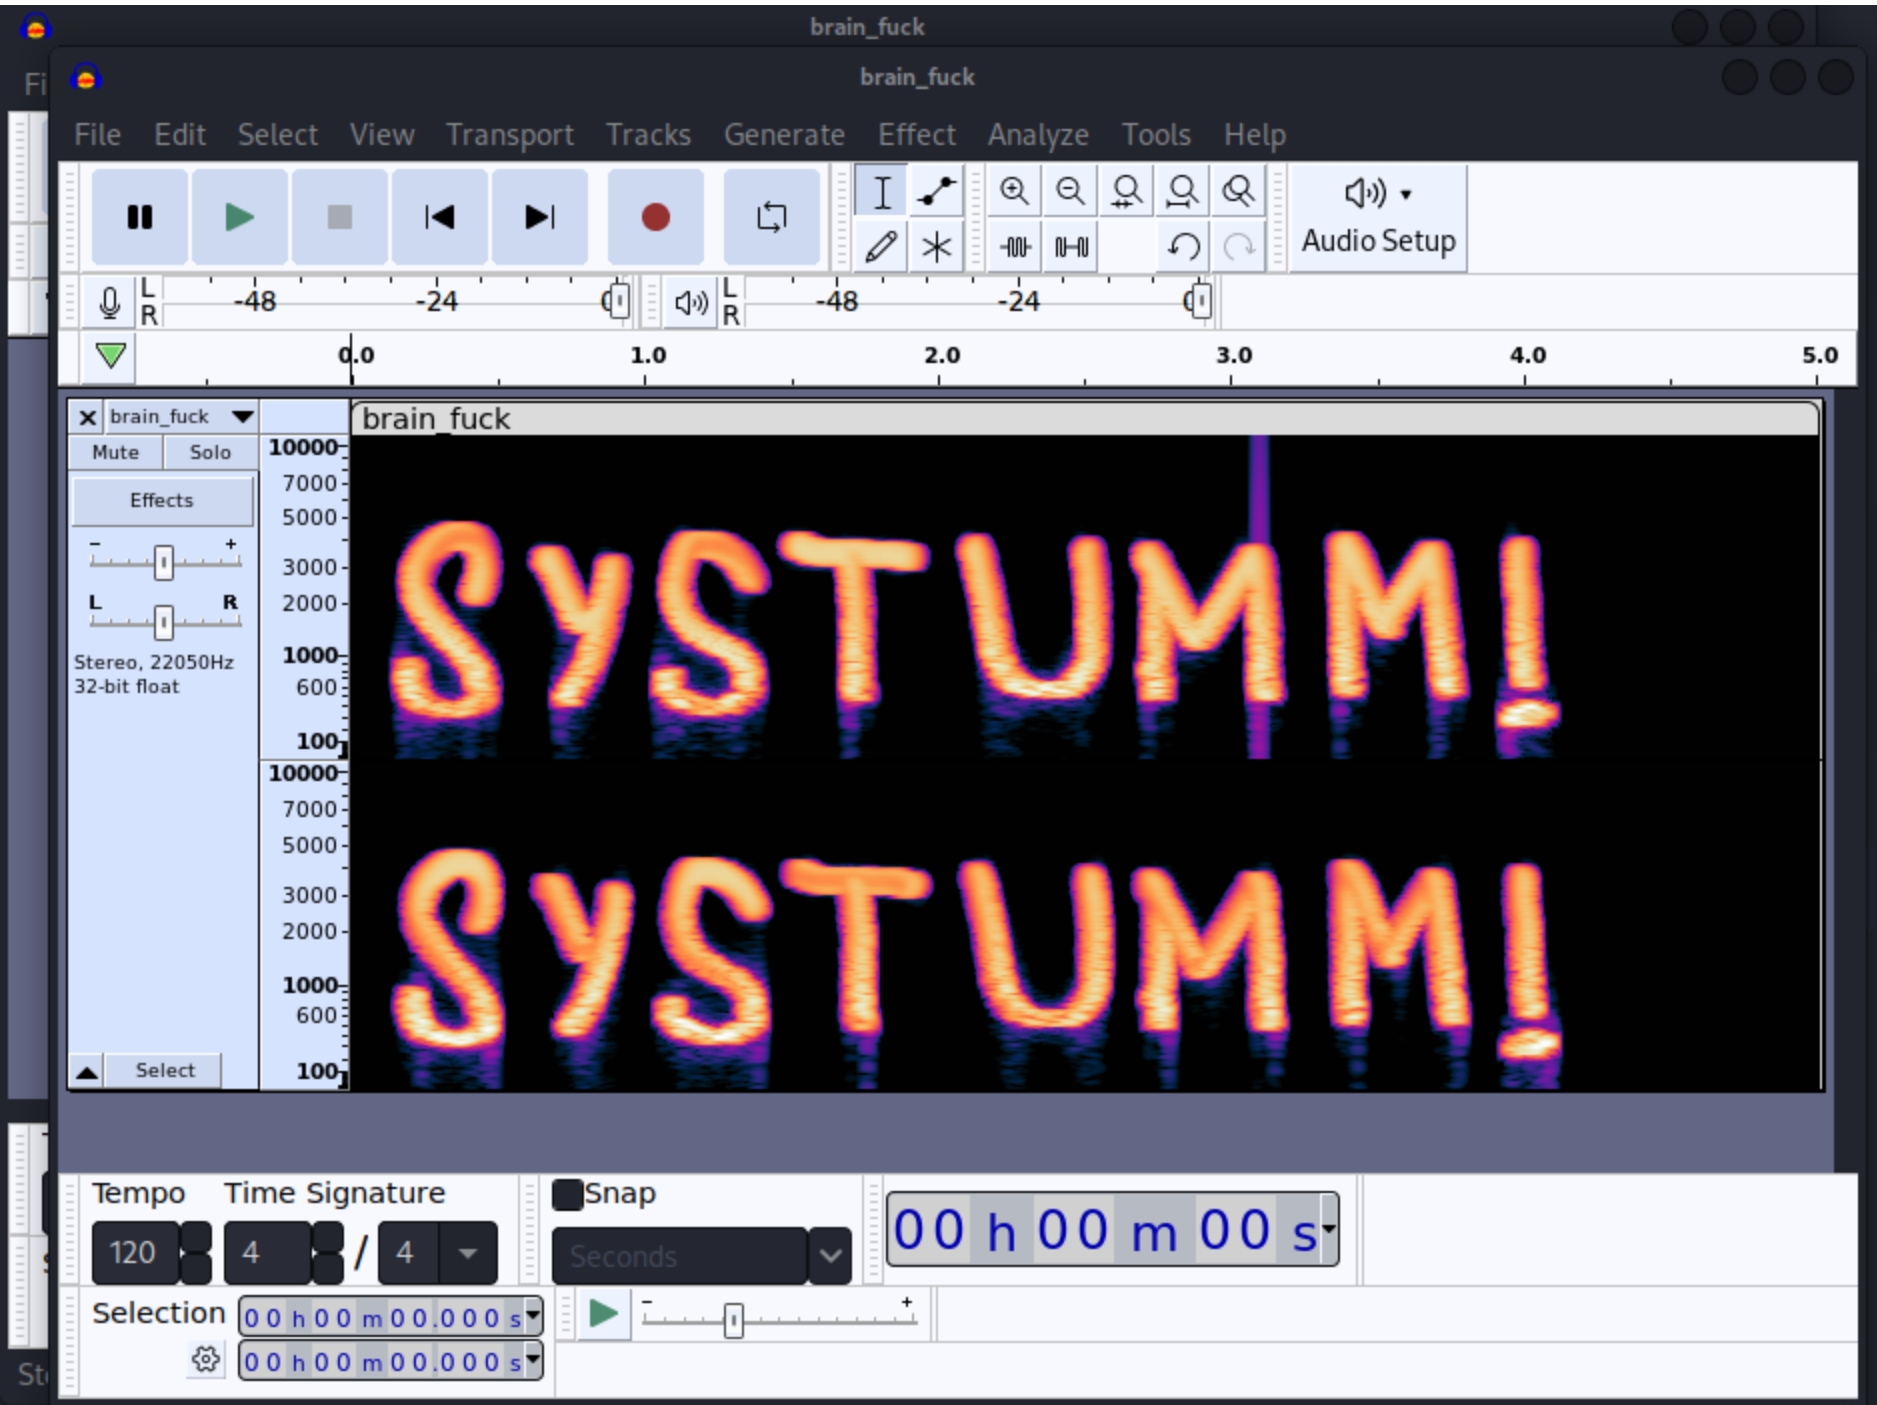 brain_fuck
Fi
brain_fuck
File Edit Select View Transport Tracks Generate Effect Analyze Tools Help
Audio Setup
L R -48 -24 0
L R -48 -24 0
0.0 1.0 2.0 3.0 4.0 5.0
brain_fuck
brain_fuck
Mute Solo
Effects
- +
L R
Stereo, 22050Hz
32-bit float
Select
10000
7000
5000
3000
2000
1000
600
100
SYSTUMM!
10000
7000
5000
3000
2000
1000
600
100
SYSTUMM!
Tempo Time Signature
120 4 / 4
Snap
Seconds
00 h 00 m 00 s
Selection
00 h 00 m 00.000 s
00 h 00 m 00.000 s
- +